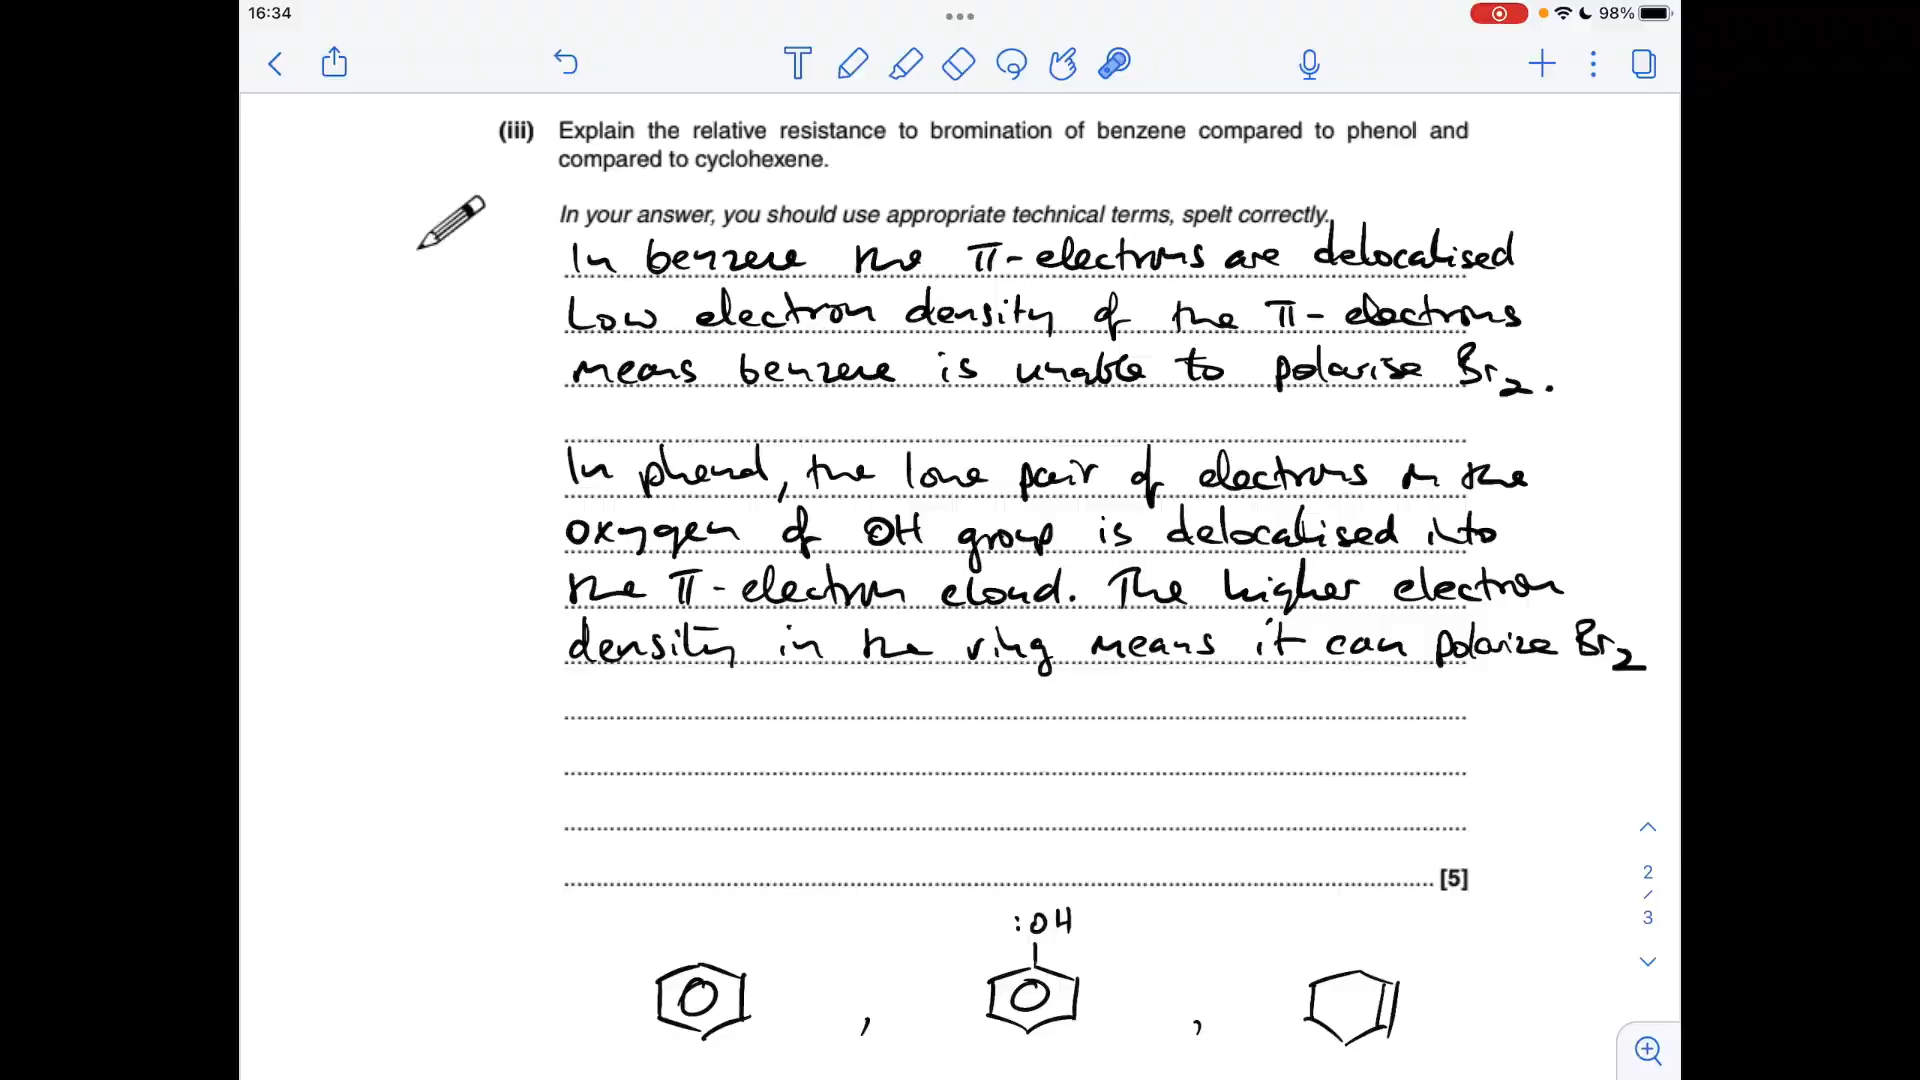 16:34
98%
(iii) Explain the relative resistance to bromination of benzene compared to phenol and
compared to cyclohexene.
In your answer, you should use appropriate technical terms, spelt correctly.
In benzene the π-electrons are delocalised
Low electron density of the π-electrons
means benzene is unable to polarise Br₂.
In phenol, the lone pair of electrons on the
oxygen of OH group is delocalised into
the π-electron cloud. The higher electron
density in the ring means it can polarize Br₂
[5]
:OH
, ,
2
/
3